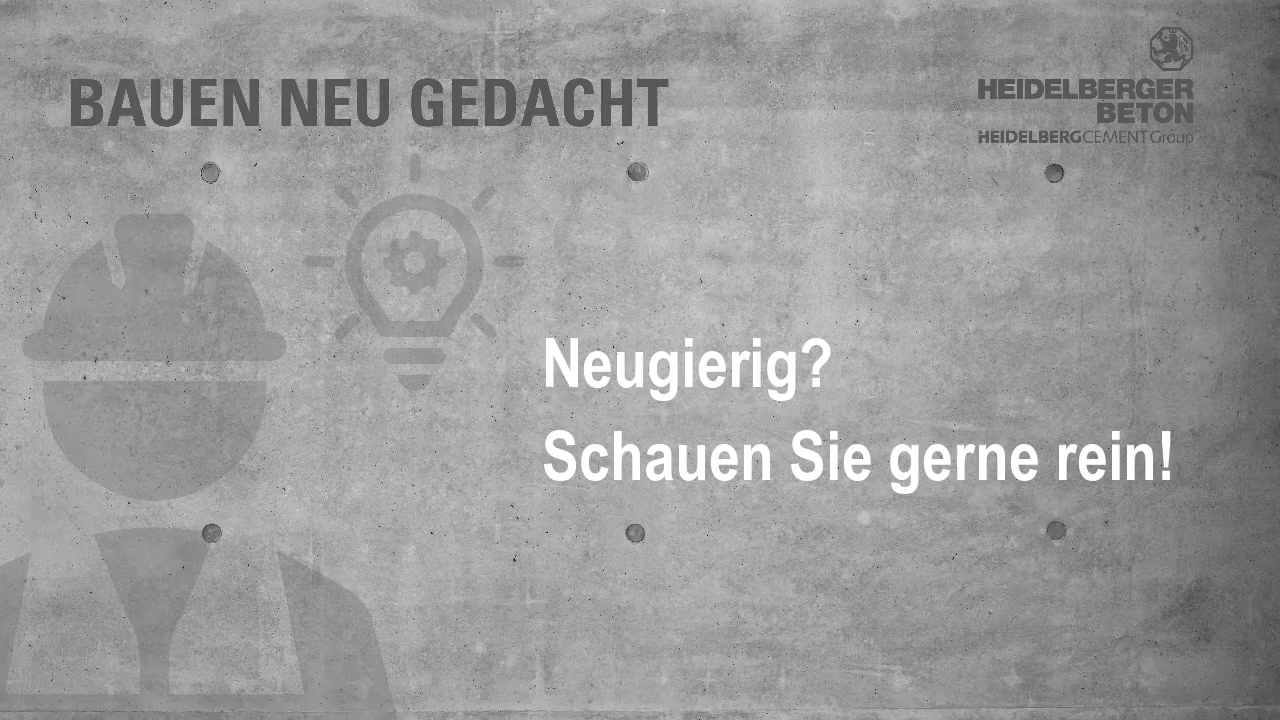 BAUEN NEU GEDACHT
HEIDELBERGER
BETON
HEIDELBERGCEMENT Group
Neugierig?
Schauen Sie gerne rein!